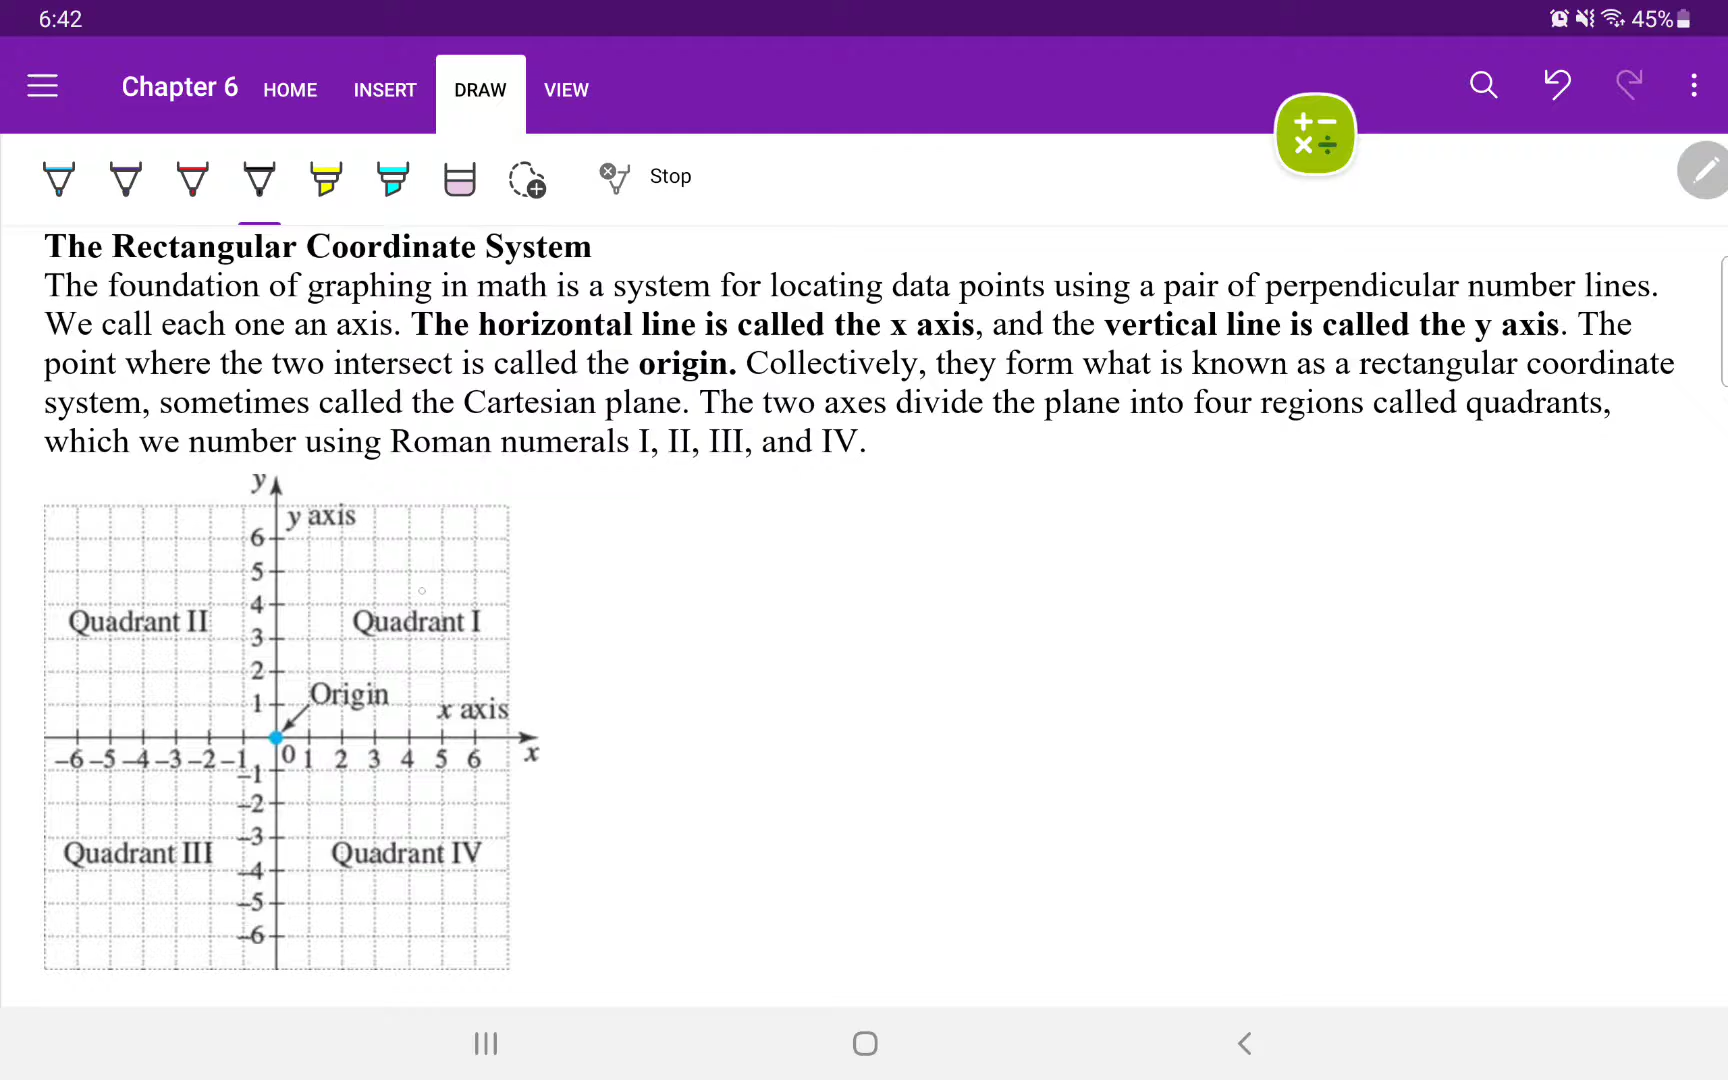 6:42
45%
Chapter 6 HOME INSERT DRAW VIEW
Stop
The Rectangular Coordinate System
The foundation of graphing in math is a system for locating data points using a pair of perpendicular number lines.
We call each one an axis. The horizontal line is called the x axis, and the vertical line is called the y axis. The
point where the two intersect is called the origin. Collectively, they form what is known as a rectangular coordinate
system, sometimes called the Cartesian plane. The two axes divide the plane into four regions called quadrants,
which we number using Roman numerals I, II, III, and IV.
y
y axis
6
5
4
Quadrant II Quadrant I
3
2
1
Origin
x axis
–6 –5 –4 –3 –2 –1 0 1 2 3 4 5 6 x
–1
–2
–3
Quadrant III Quadrant IV
–4
–5
–6